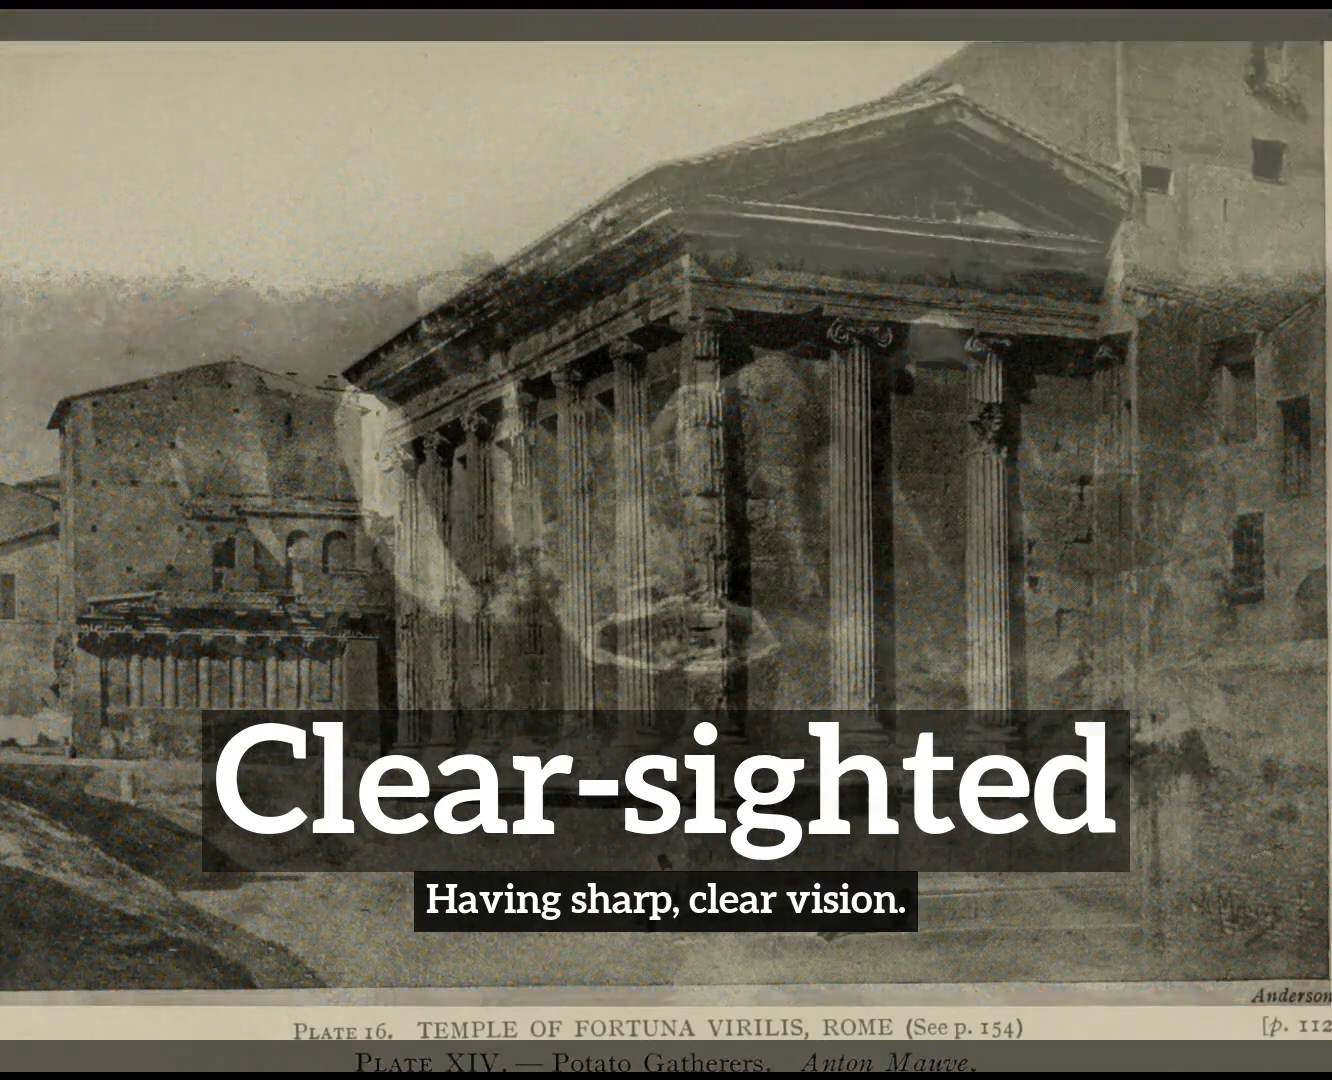 Clear-sighted
Having sharp, clear vision.
Anderson
PLATE 16. TEMPLE OF FORTUNA VIRILIS, ROME (See p. 154)
[p. 112
PLATE XIV. — Potato Gatherers. Anton Mauve.